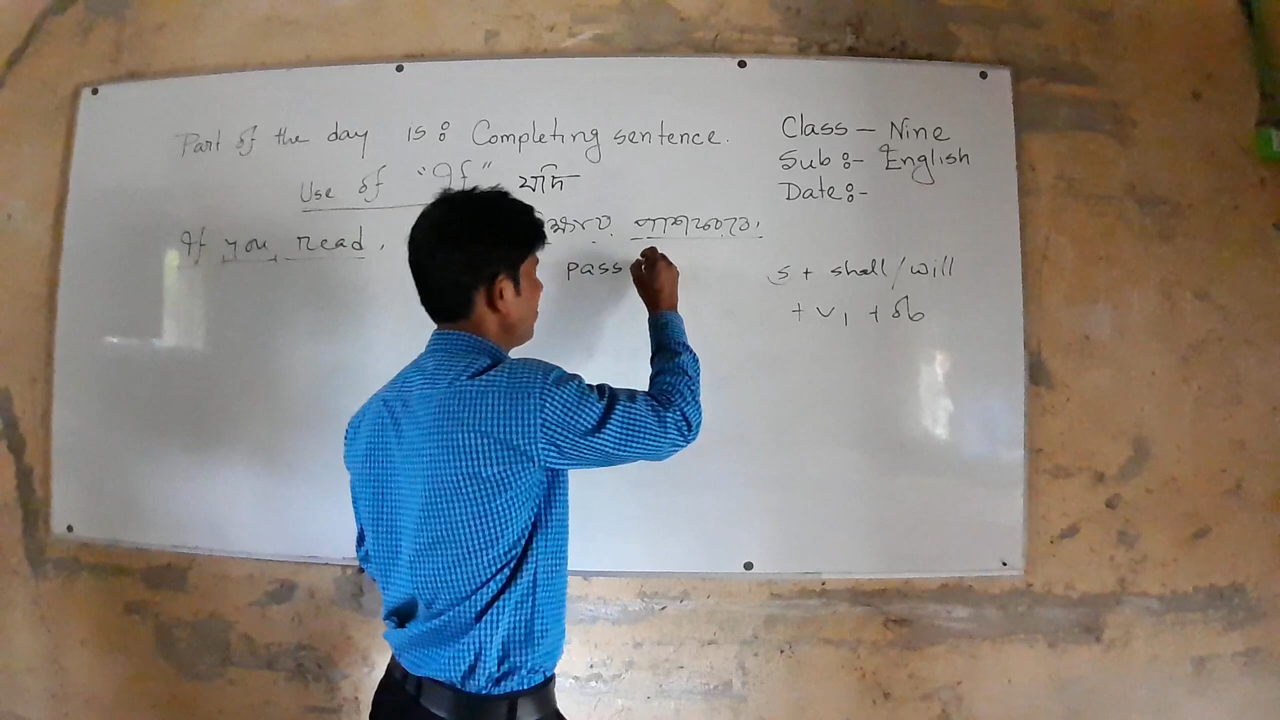 Part of the day is : Completing sentence.
Use of "If" যদি
If you read,
পাশ করবে।
pass
Class - Nine
Sub :- English
Date :-
S + shall/will
+ v1 + ob